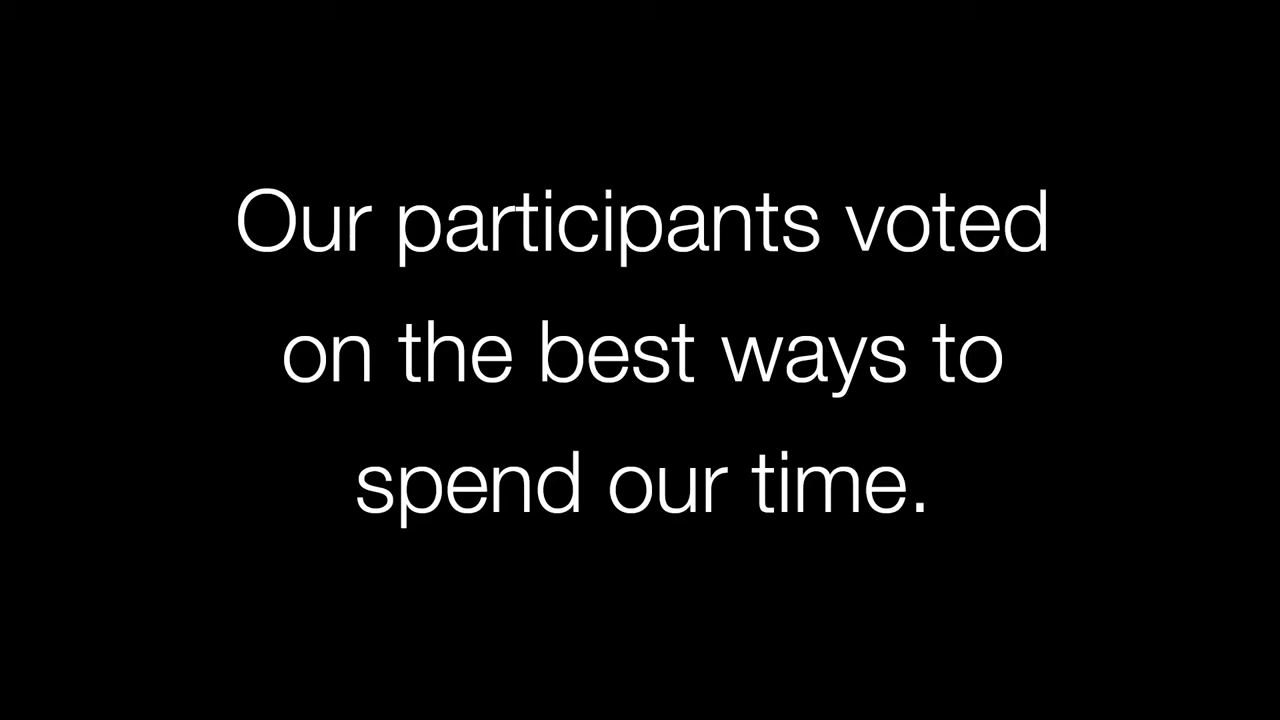 Our participants voted
on the best ways to
spend our time.